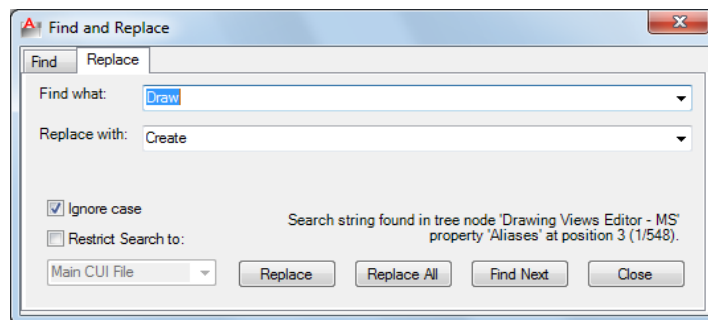 Find and Replace
Find Replace
Find what: Draw
Replace with: Create
Ignore case
Search string found in tree node 'Drawing Views Editor - MS'
Restrict Search to: property 'Aliases' at position 3 (1/548).
Main CUI File Replace Replace All Find Next Close